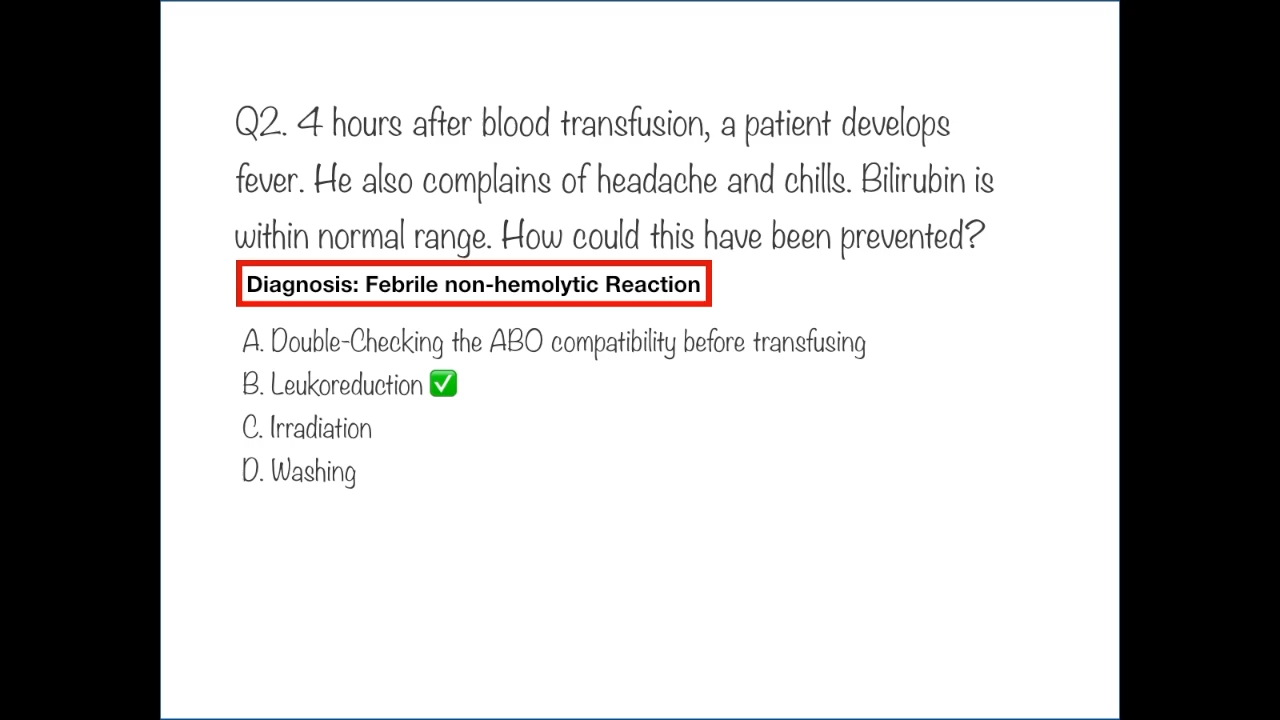 Q2. 4 hours after blood transfusion, a patient develops
fever. He also complains of headache and chills. Bilirubin is
within normal range. How could this have been prevented?
Diagnosis: Febrile non-hemolytic Reaction
A. Double-Checking the ABO compatibility before transfusing
B. Leukoreduction ✅
C. Irradiation
D. Washing